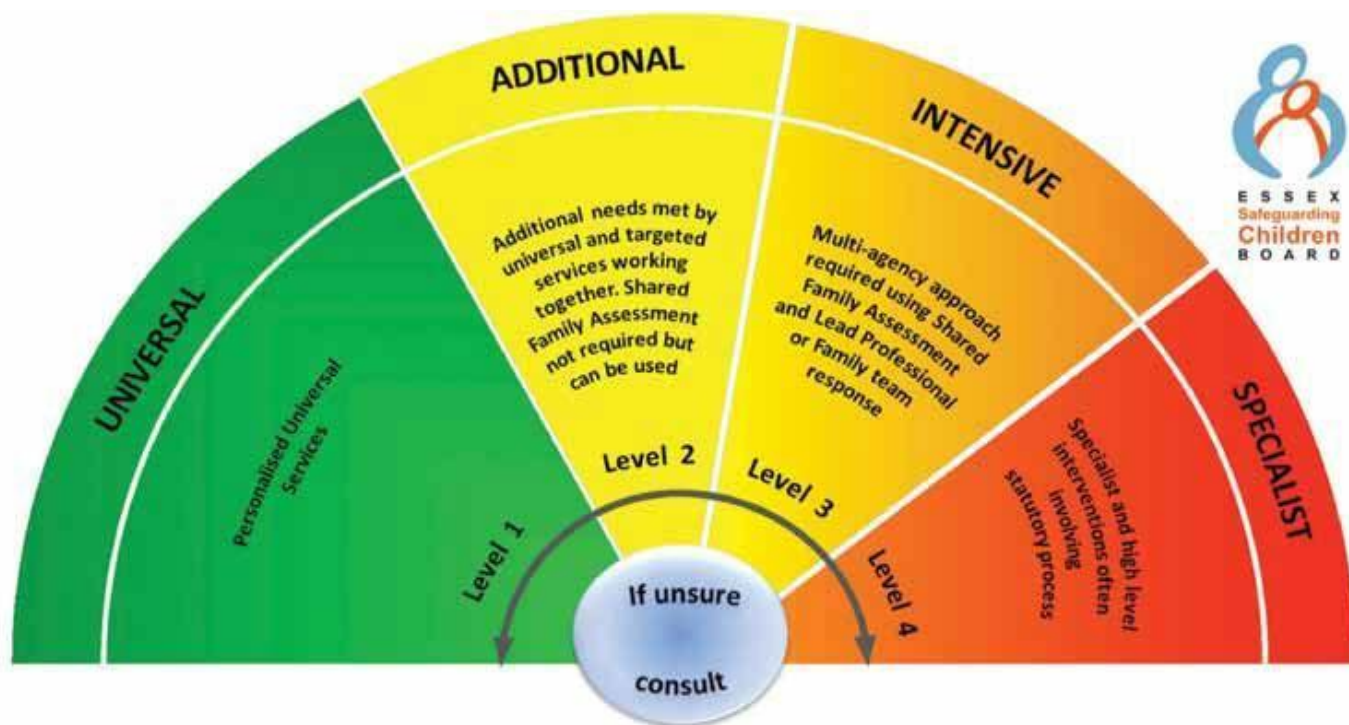 UNIVERSAL
Personalised Universal
Services
Level 1
ADDITIONAL
Additional needs met by
universal and targeted
services working
together. Shared
Family Assessment
not required but
can be used
Level 2
INTENSIVE
Multi-agency approach
required using Shared
Family Assessment
and Lead Professional
or Family team
response
Level 3
SPECIALIST
Specialist and high level
interventions often
involving
statutory process
Level 4
If unsure
consult
ESSEX
Safeguarding
Children
BOARD